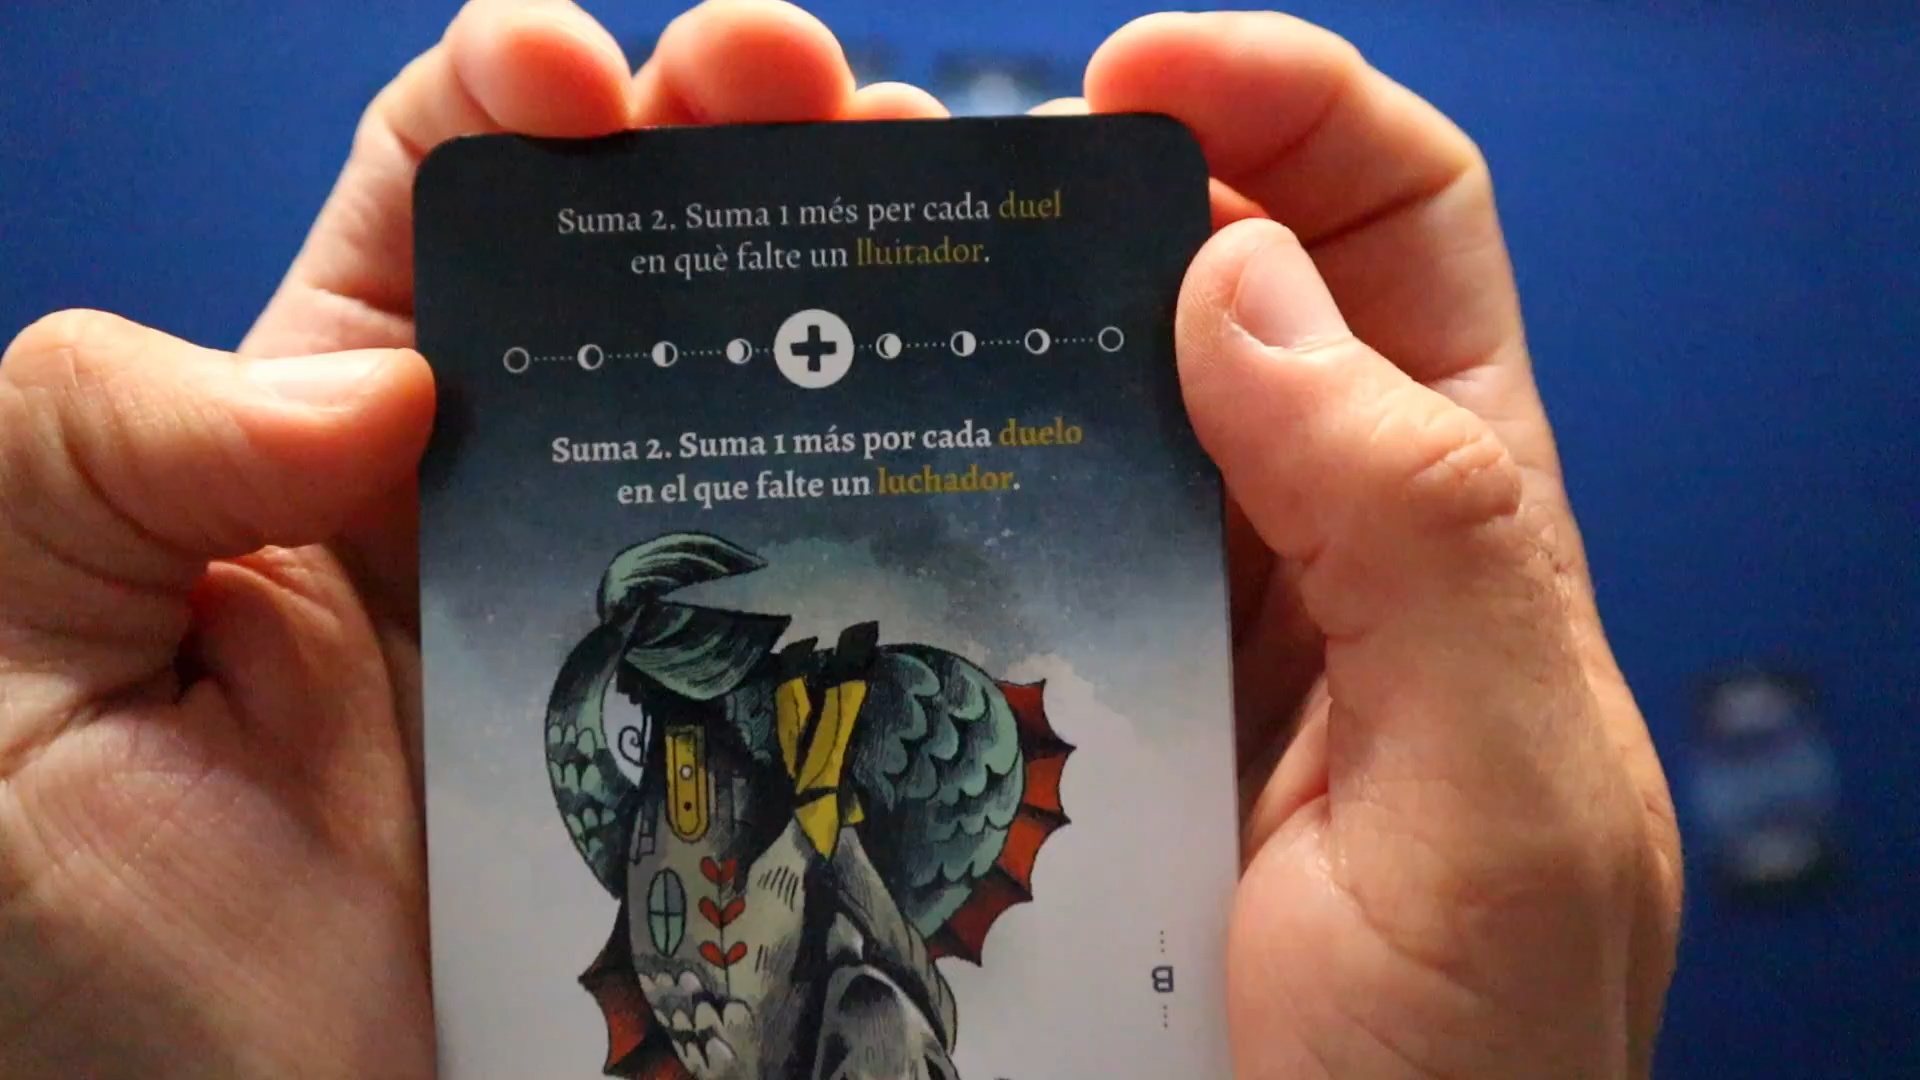 Suma 2. Suma 1 més per cada duel
en què falte un lluitador.
Suma 2. Suma 1 más por cada duelo
en el que falte un luchador.